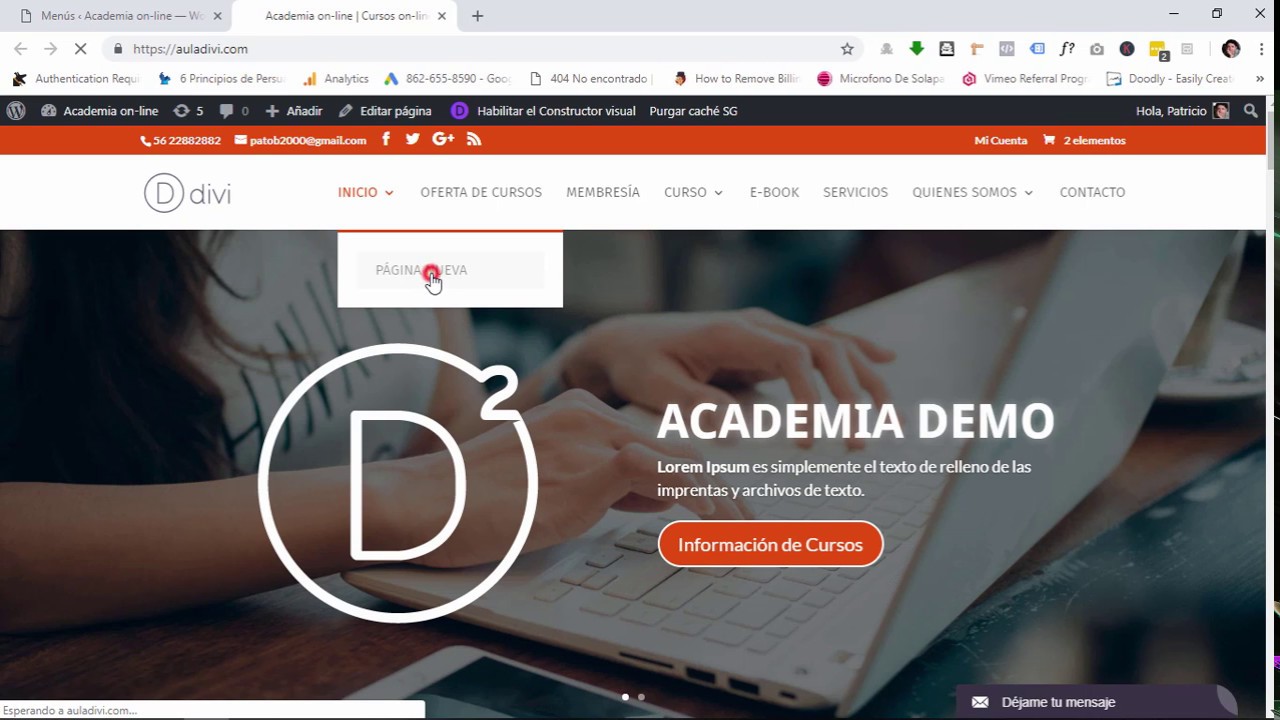 Menús ‹ Academia on-line — Wo
Academia on-line | Cursos on-lin
https://auladivi.com
f?
2
Authentication Requi
6 Principios de Persu
Analytics
862-655-8590 - Goog
404 No encontrado |
How to Remove Billin
Microfono De Solapa
Vimeo Referral Progr
Doodly - Easily Creat
»
Academia on-line
5
0
Añadir
Editar página
D
Habilitar el Constructor visual
Purgar caché SG
Hola, Patricio
56 22882882
patob2000@gmail.com
G+
Mi Cuenta
2 elementos
D divi
INICIO
OFERTA DE CURSOS
MEMBRESÍA
CURSO
E-BOOK
SERVICIOS
QUIENES SOMOS
CONTACTO
PÁGINA NUEVA
D 2
ACADEMIA DEMO
Lorem Ipsum es simplemente el texto de relleno de las
imprentas y archivos de texto.
Información de Cursos
Déjame tu mensaje
Esperando a auladivi.com...